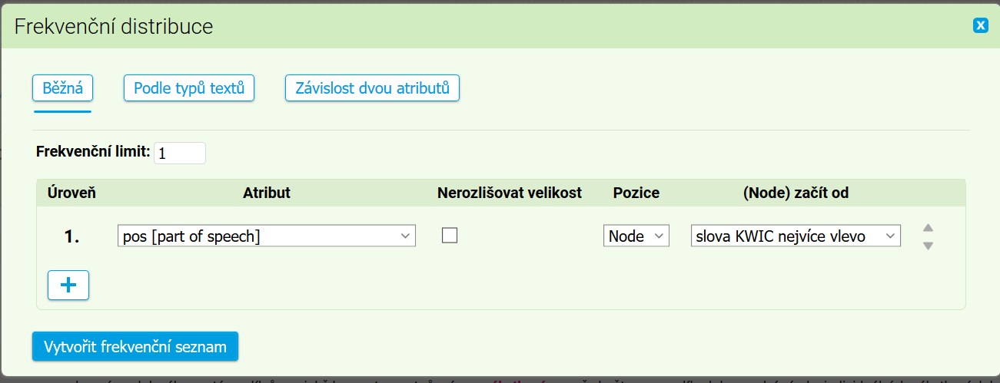 Frekvenční distribuce
x
Běžná Podle typů textů Závislost dvou atributů
Frekvenční limit: 1
Úroveň Atribut Nerozlišovat velikost Pozice (Node) začít od
1. pos [part of speech] Node slova KWIC nejvíce vlevo
+
Vytvořit frekvenční seznam